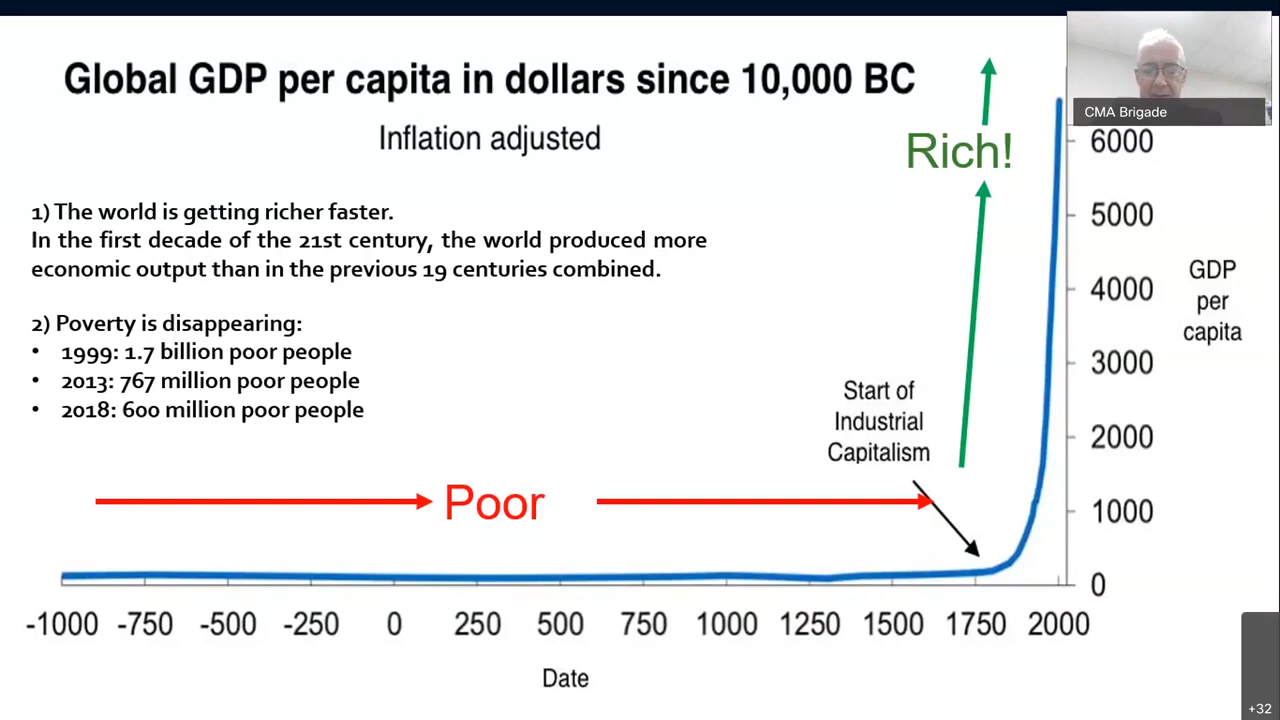 Global GDP per capita in dollars since 10,000 BC
Inflation adjusted
CMA Brigade
Rich!
1) The world is getting richer faster.
In the first decade of the 21st century, the world produced more
economic output than in the previous 19 centuries combined.
2) Poverty is disappearing:
• 1999: 1.7 billion poor people
• 2013: 767 million poor people
• 2018: 600 million poor people
Start of
Industrial
Capitalism
Poor
6000
5000
4000
3000
2000
1000
0
GDP
per
capita
-1000 -750 -500 -250 0 250 500 750 1000 1250 1500 1750 2000
Date
+32